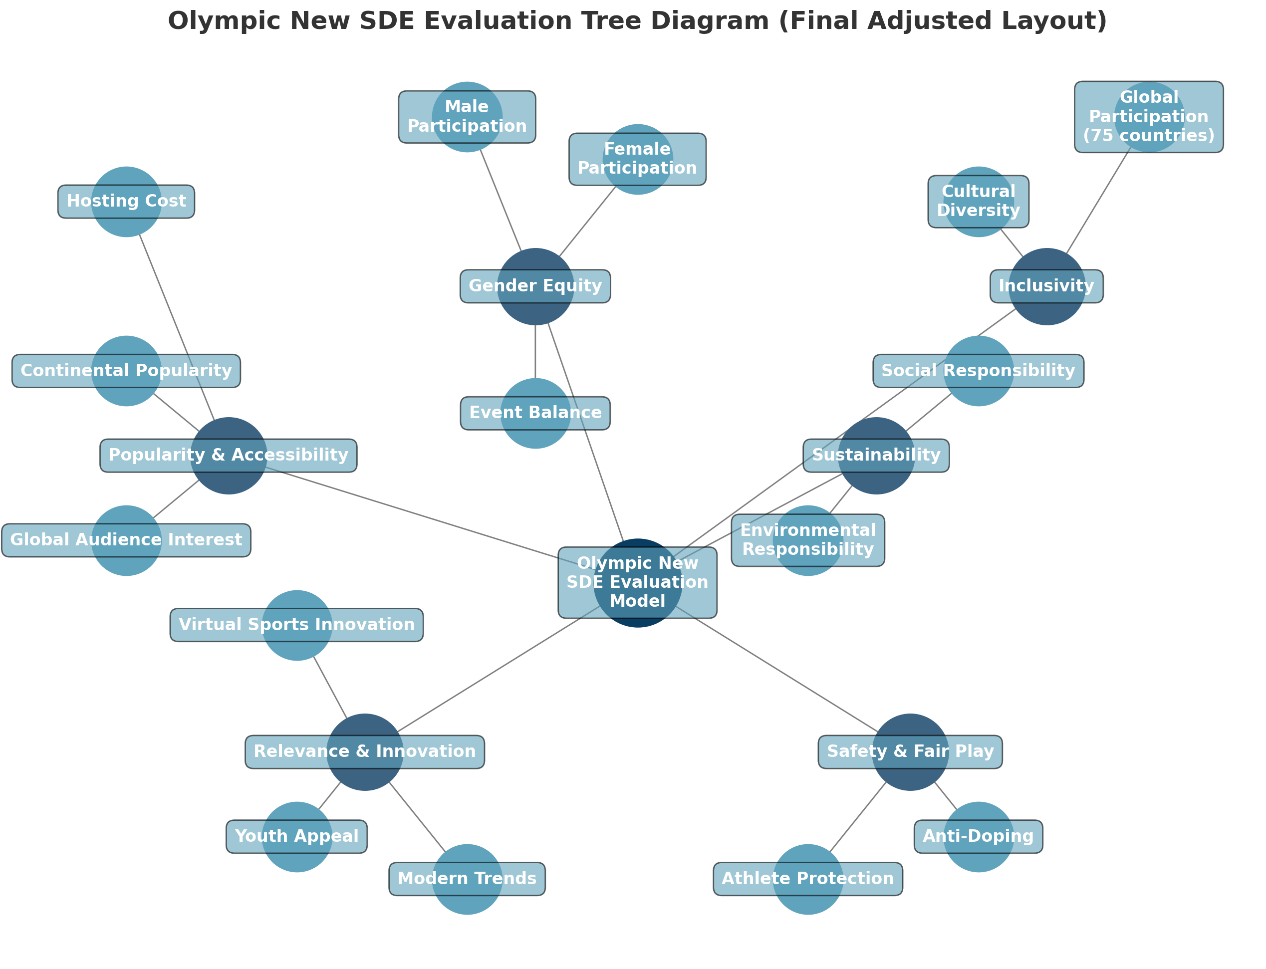 Olympic New SDE Evaluation Tree Diagram (Final Adjusted Layout)
Male
Participation
Female
Participation
Global
Participation
(75 countries)
Hosting Cost
Cultural
Diversity
Gender Equity
Inclusivity
Continental Popularity
Social Responsibility
Event Balance
Popularity & Accessibility
Sustainability
Global Audience Interest
Environmental
Responsibility
Olympic New
SDE Evaluation
Model
Virtual Sports Innovation
Relevance & Innovation
Safety & Fair Play
Youth Appeal
Anti-Doping
Modern Trends
Athlete Protection